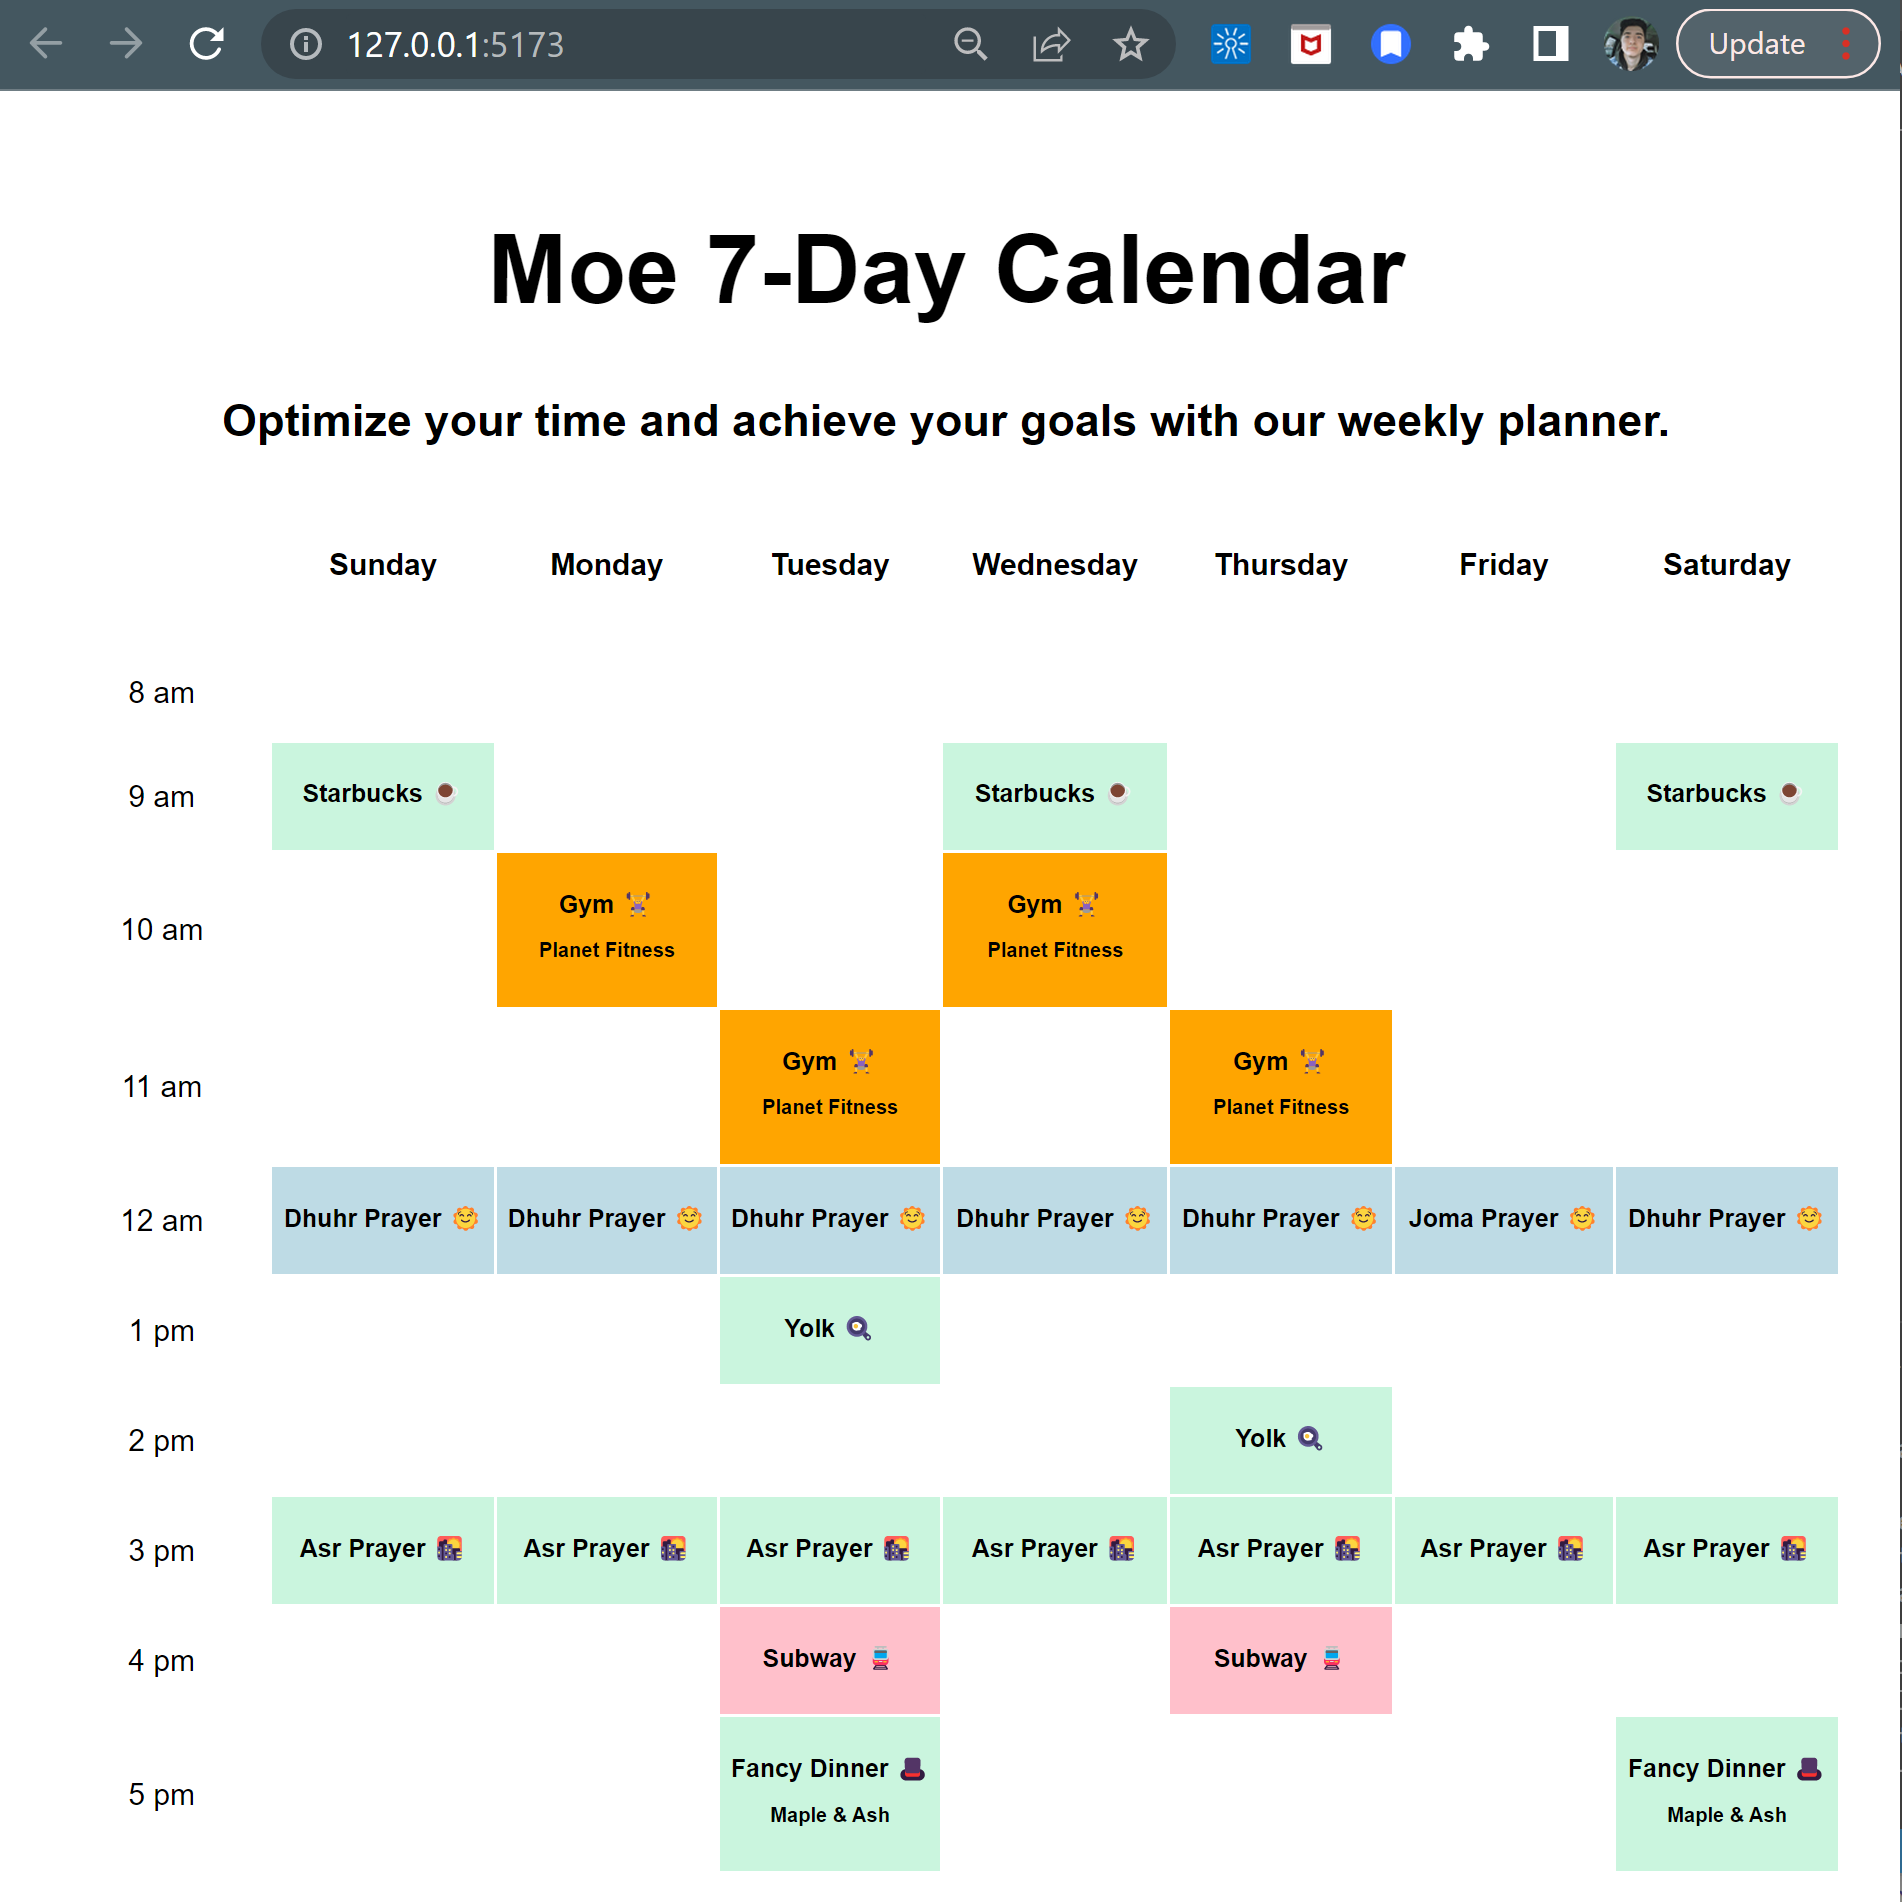 127.0.0.1:5173
Update
Moe 7-Day Calendar
Optimize your time and achieve your goals with our weekly planner.
Sunday Monday Tuesday Wednesday Thursday Friday Saturday
8 am
9 am Starbucks ☕ Starbucks ☕ Starbucks ☕
10 am Gym 🏋️‍♀️ Gym 🏋️‍♀️
Planet Fitness Planet Fitness
11 am Gym 🏋️‍♀️ Gym 🏋️‍♀️
Planet Fitness Planet Fitness
12 am Dhuhr Prayer 🌞 Dhuhr Prayer 🌞 Dhuhr Prayer 🌞 Dhuhr Prayer 🌞 Dhuhr Prayer 🌞 Joma Prayer 🌞 Dhuhr Prayer 🌞
1 pm Yolk 🍳
2 pm Yolk 🍳
3 pm Asr Prayer 🌇 Asr Prayer 🌇 Asr Prayer 🌇 Asr Prayer 🌇 Asr Prayer 🌇 Asr Prayer 🌇 Asr Prayer 🌇
4 pm Subway 🚈 Subway 🚈
5 pm Fancy Dinner 🎩 Fancy Dinner 🎩
Maple & Ash Maple & Ash